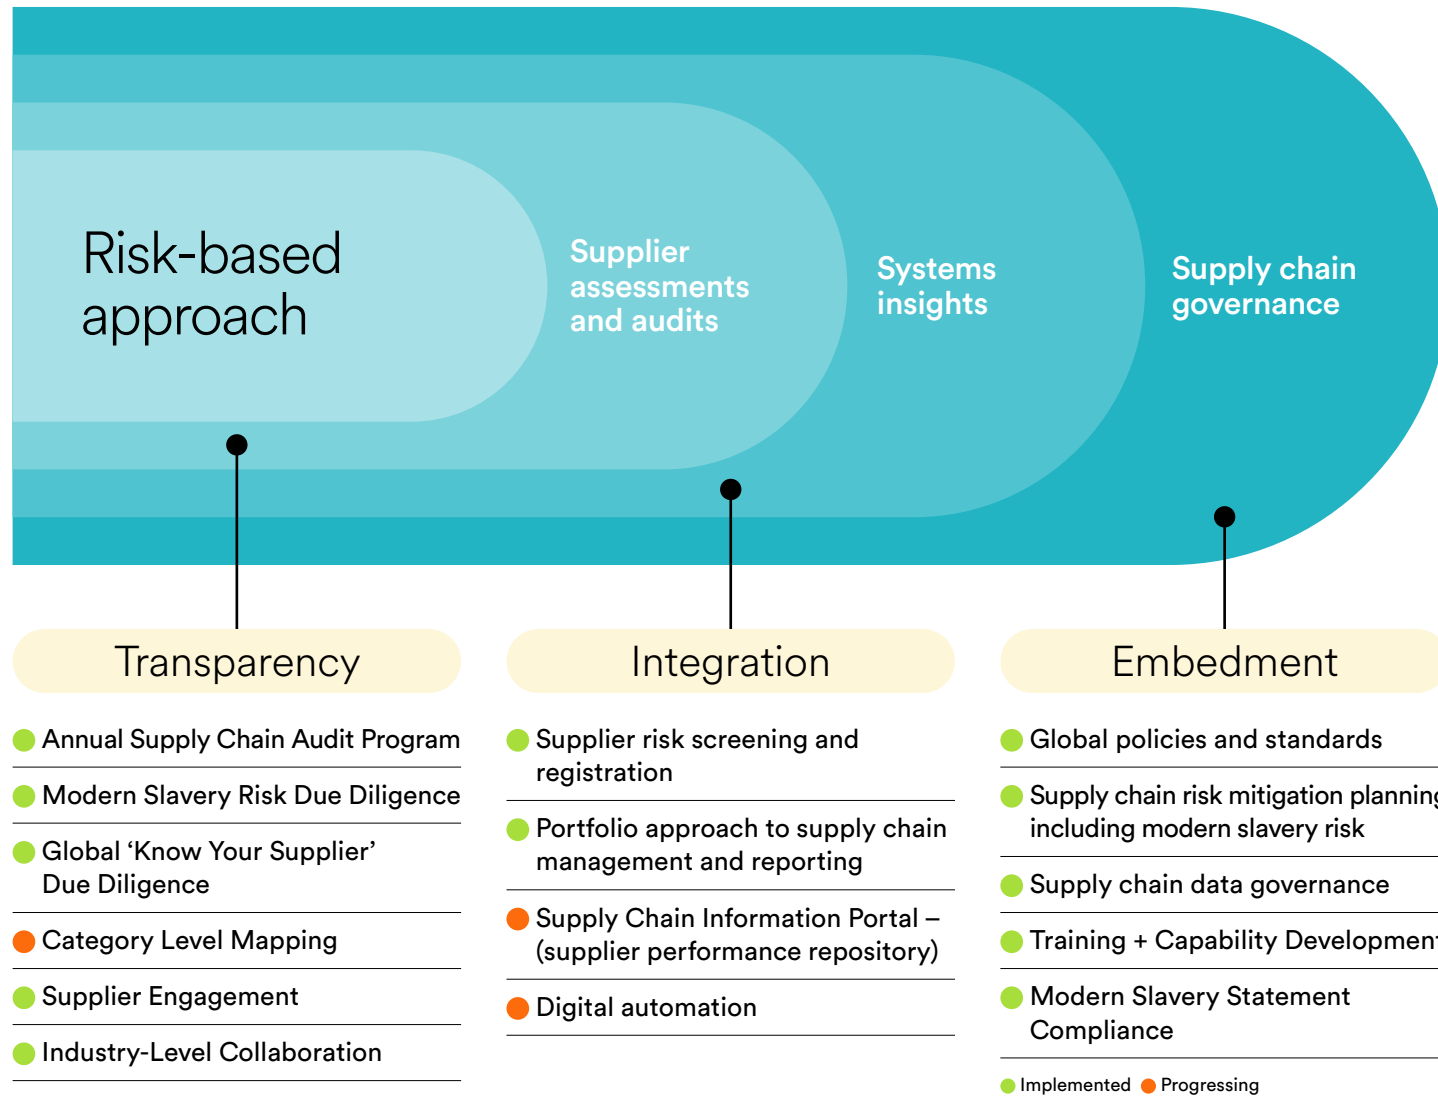 Risk-based
approach
Supplier
assessments
and audits
Systems
insights
Supply chain
governance
Transparency
Annual Supply Chain Audit Program
Modern Slavery Risk Due Diligence
Global ‘Know Your Supplier’
Due Diligence
Category Level Mapping
Supplier Engagement
Industry-Level Collaboration
Integration
Supplier risk screening and
registration
Portfolio approach to supply chain
management and reporting
Supply Chain Information Portal –
(supplier performance repository)
Digital automation
Embedment
Global policies and standards
Supply chain risk mitigation planning
including modern slavery risk
Supply chain data governance
Training + Capability Development
Modern Slavery Statement
Compliance
Implemented Progressing